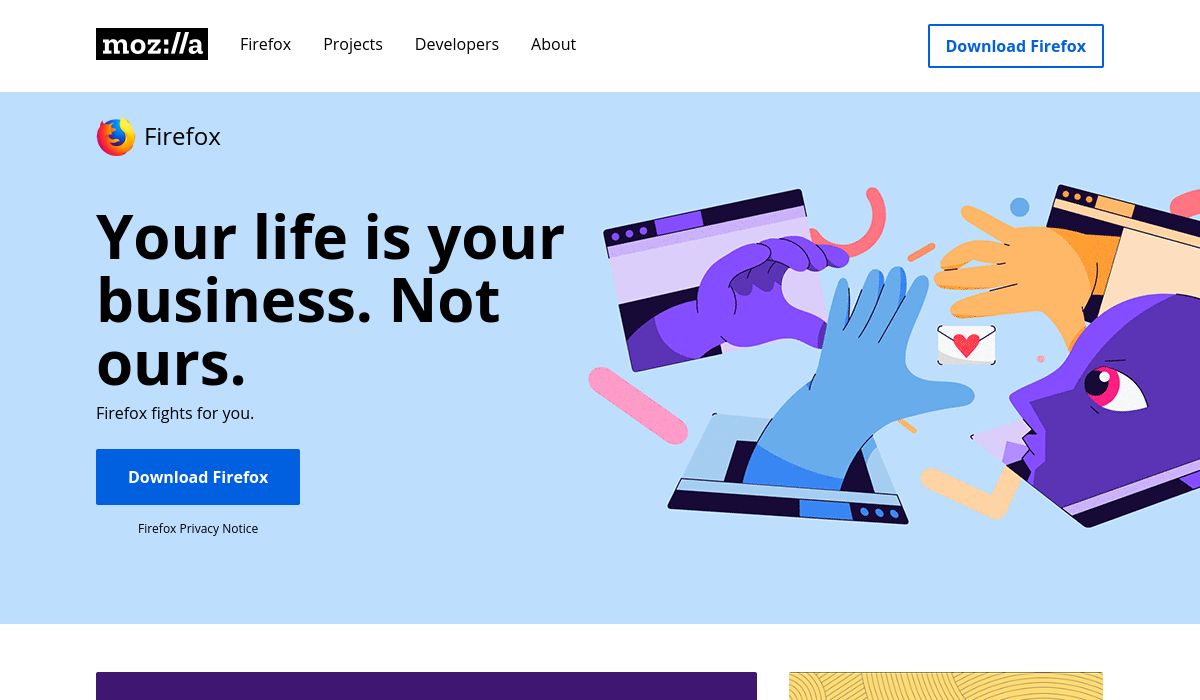 moz://a
Firefox
Projects
Developers
About
Download Firefox
Firefox
Your life is your
business. Not
ours.
Firefox fights for you.
Download Firefox
Firefox Privacy Notice